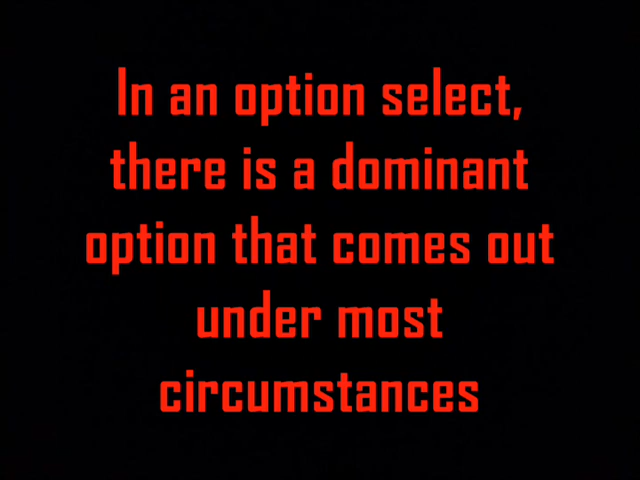 In an option select,
there is a dominant
option that comes out
under most
circumstances